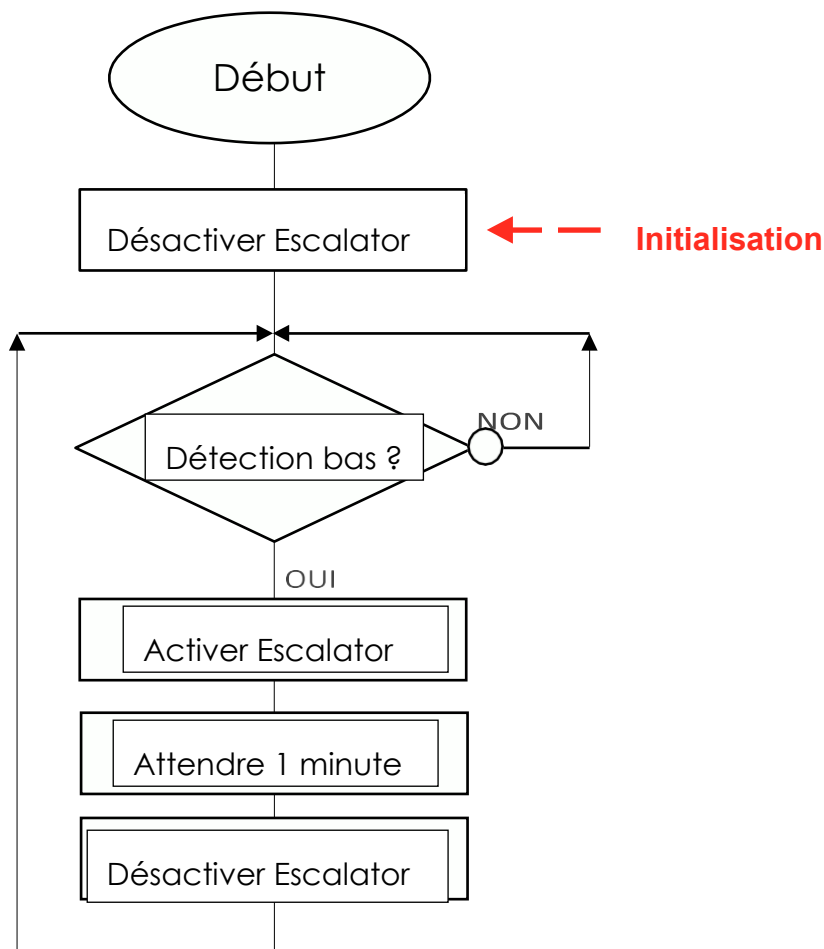 Début
Désactiver Escalator
Initialisation
NON
Détection bas ?
OUI
Activer Escalator
Attendre 1 minute
Désactiver Escalator